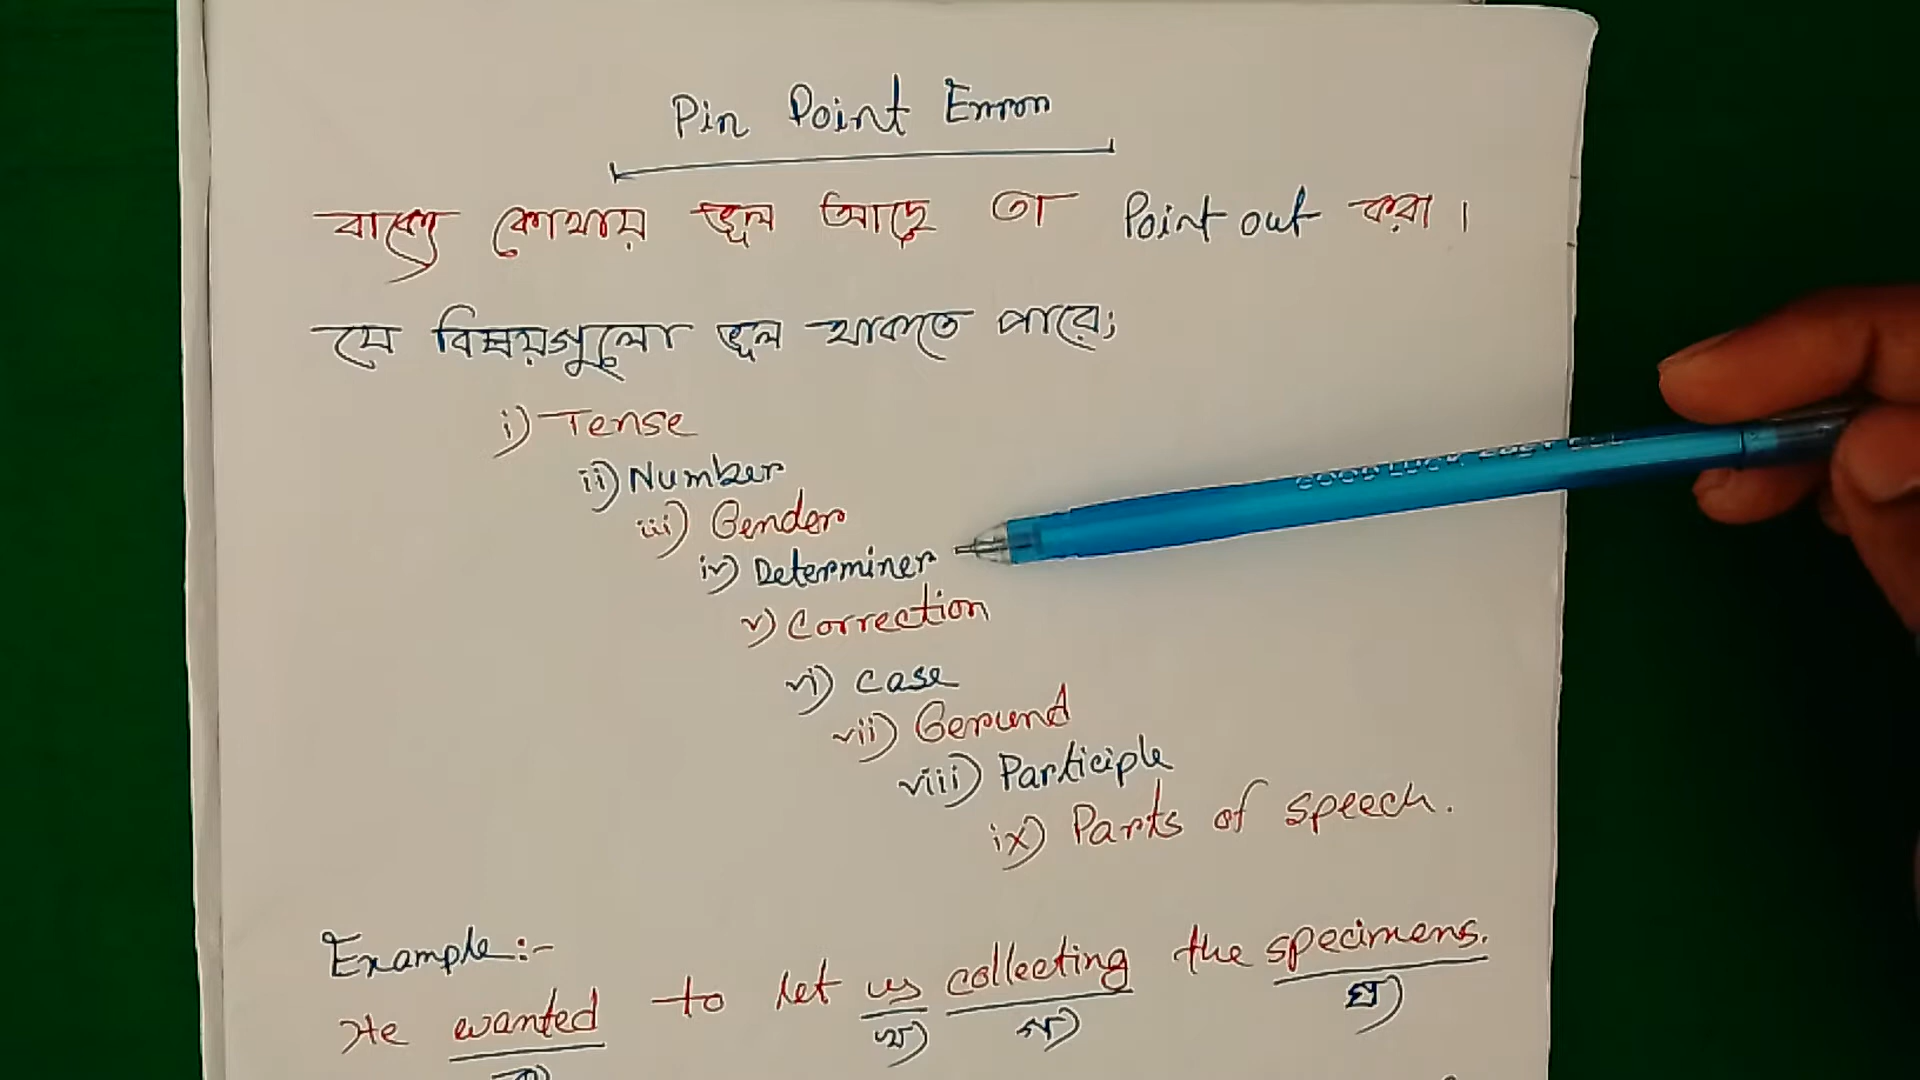 Pin Point Error
বাক্যে কোথায় ভুল আছে তা Point out করা ।
যে বিষয়গুলো ভুল থাকতে পারে;
i) Tense
ii) Number
iii) Gender
iv) Determiner
v) Correction
vi) Case
vii) Gerund
viii) Participle
ix) Parts of speech.
Example:-
He wanted to let us collecting the specimens.
খ) গ) ঘ)